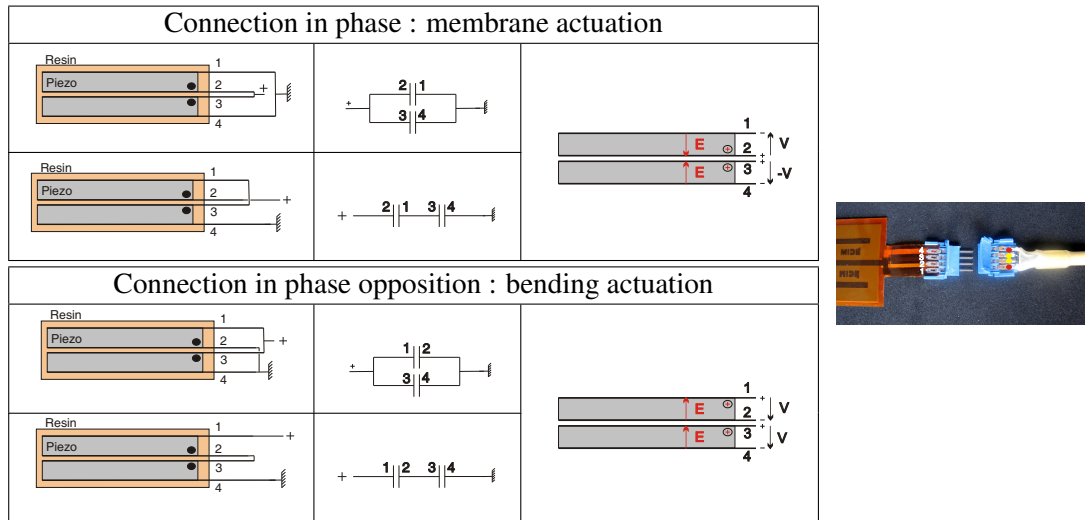 Connection in phase : membrane actuation
Resin
Piezo
1
2
3
4
+
2 1
3 4
+
Resin
Piezo
1
2
3
4
+
+ 2 1 3 4
1
2
3
4
E
E
+
+
- V
+
+
- -V
Connection in phase opposition : bending actuation
Resin
Piezo
1
2
3
4
+
1 2
3 4
+
Resin
Piezo
1
2
3
4
+
+ 1 2 3 4
1
2
3
4
E
E
+
+
+ V
-
+ V
-